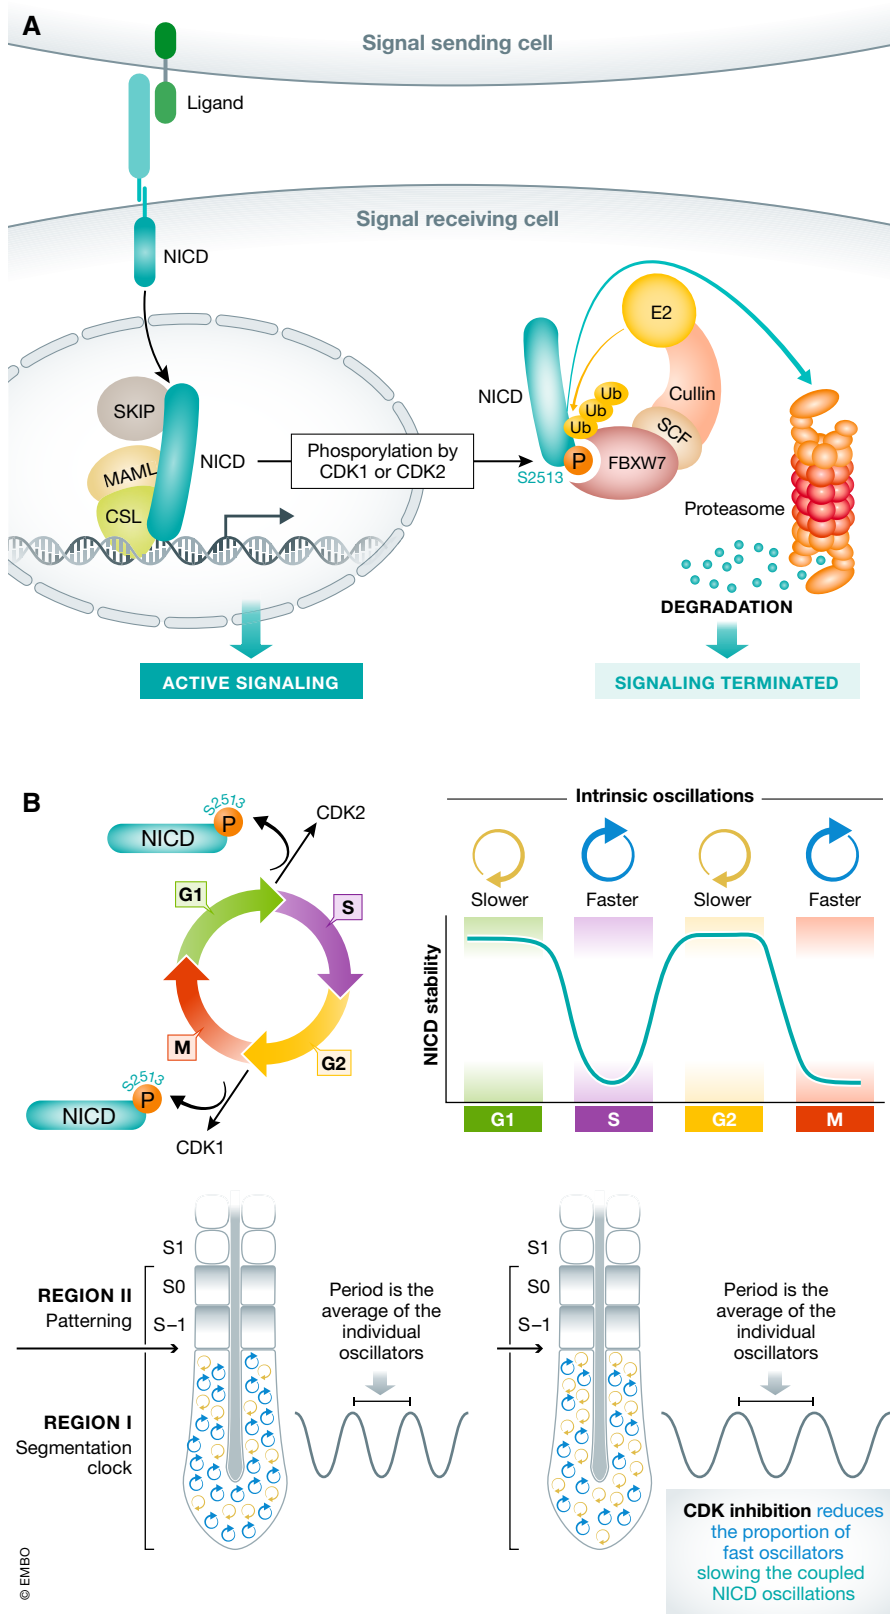 A
Signal sending cell
Ligand
Signal receiving cell
NICD
SKIP
MAML
CSL
NICD
Phosporylation by
CDK1 or CDK2
NICD
S2513
P
Ub
Ub
Ub
E2
Cullin
SCF
FBXW7
Proteasome
DEGRADATION
ACTIVE SIGNALING
SIGNALING TERMINATED
B
NICD
P
S2513
CDK2
G1
S
G2
M
NICD
P
S2513
CDK1
Intrinsic oscillations
Slower
Faster
Slower
Faster
NICD stability
G1
S
G2
M
S1
S0
S−1
REGION II
Patterning
REGION I
Segmentation
clock
Period is the
average of the
individual
oscillators
S1
S0
S−1
Period is the
average of the
individual
oscillators
CDK inhibition reduces
the proportion of
fast oscillators
slowing the coupled
NICD oscillations
© EMBO